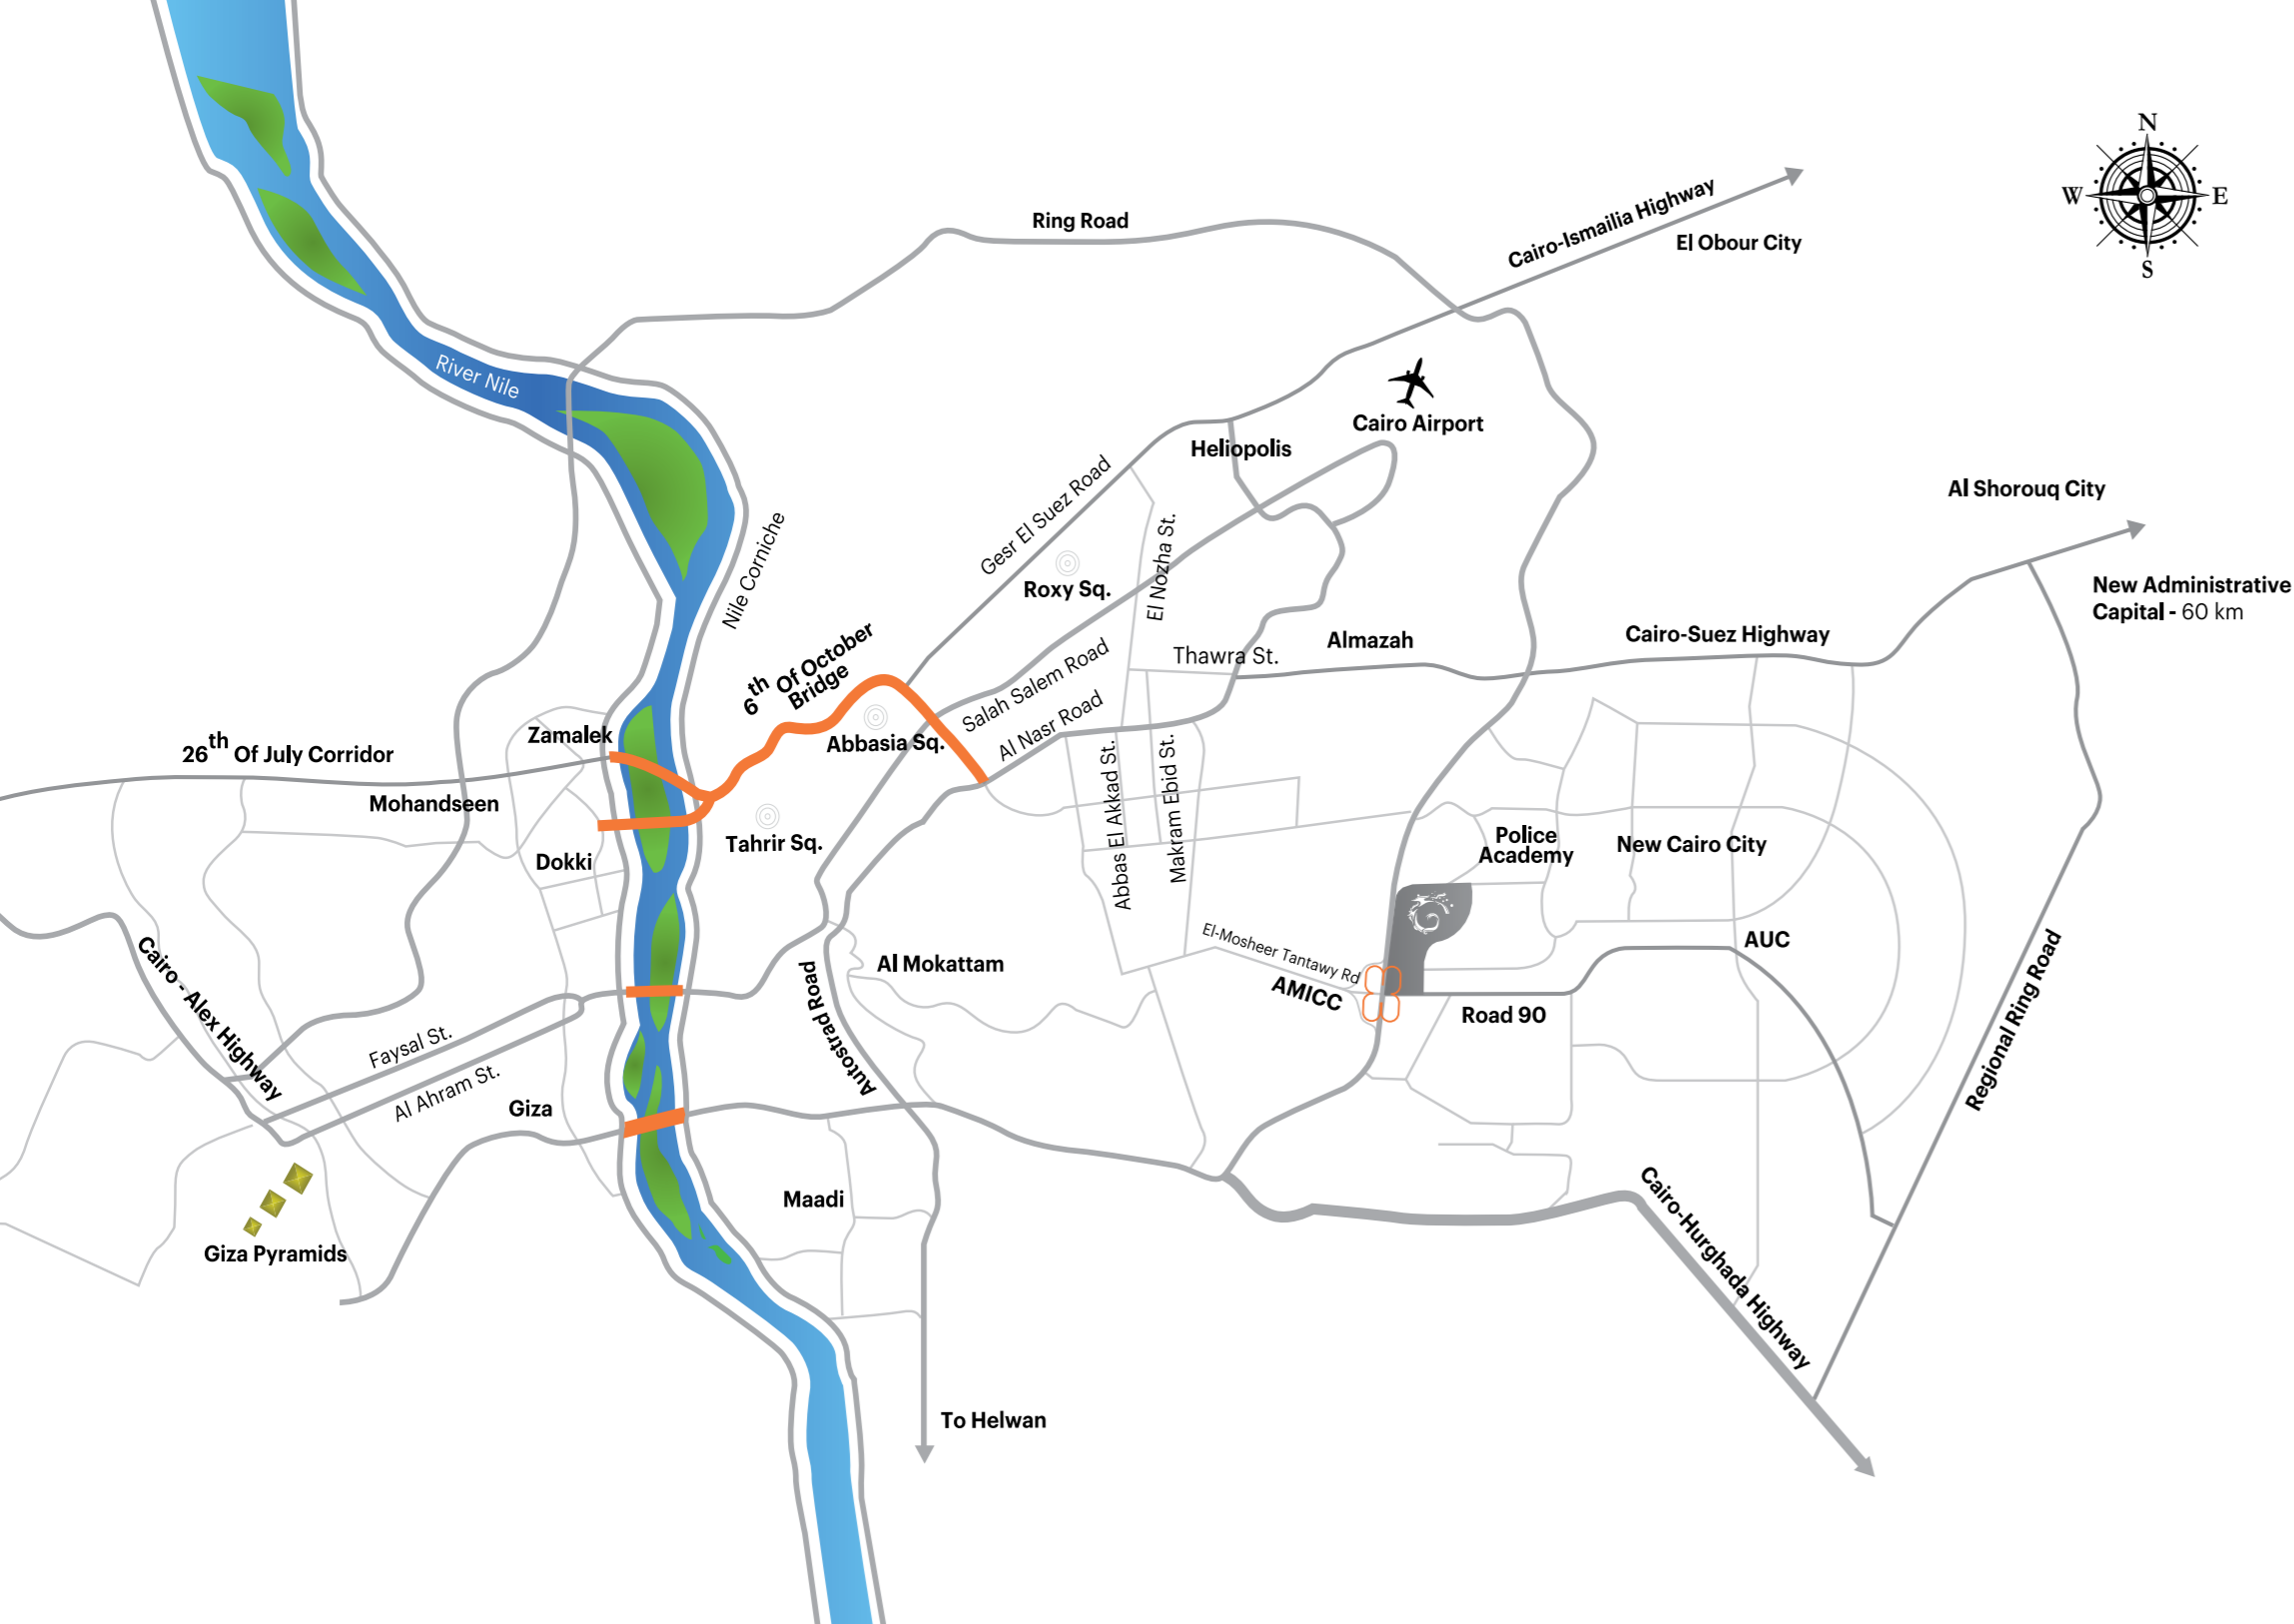 N
W
E
S
Ring Road
Cairo-Ismailia Highway
El Obour City
River Nile
Cairo Airport
Heliopolis
Gesr El Suez Road
Al Shorouq City
Nile Corniche
Roxy Sq.
El Nozha St.
New Administrative
Capital - 60 km
6th Of October
Bridge
Salah Salem Road
Thawra St.
Almazah
Cairo-Suez Highway
Al Nasr Road
Zamalek
Abbasia Sq.
26th Of July Corridor
Mohandseen
Dokki
Tahrir Sq.
Abbas El Akkad St.
Makram Ebid St.
Police
Academy
New Cairo City
Cairo - Alex Highway
Autostrad Road
Al Mokattam
El-Mosheer Tantawy Rd
AMICC
AUC
Road 90
Regional Ring Road
Faysal St.
Al Ahram St.
Giza
Maadi
Giza Pyramids
Cairo-Hurghada Highway
To Helwan